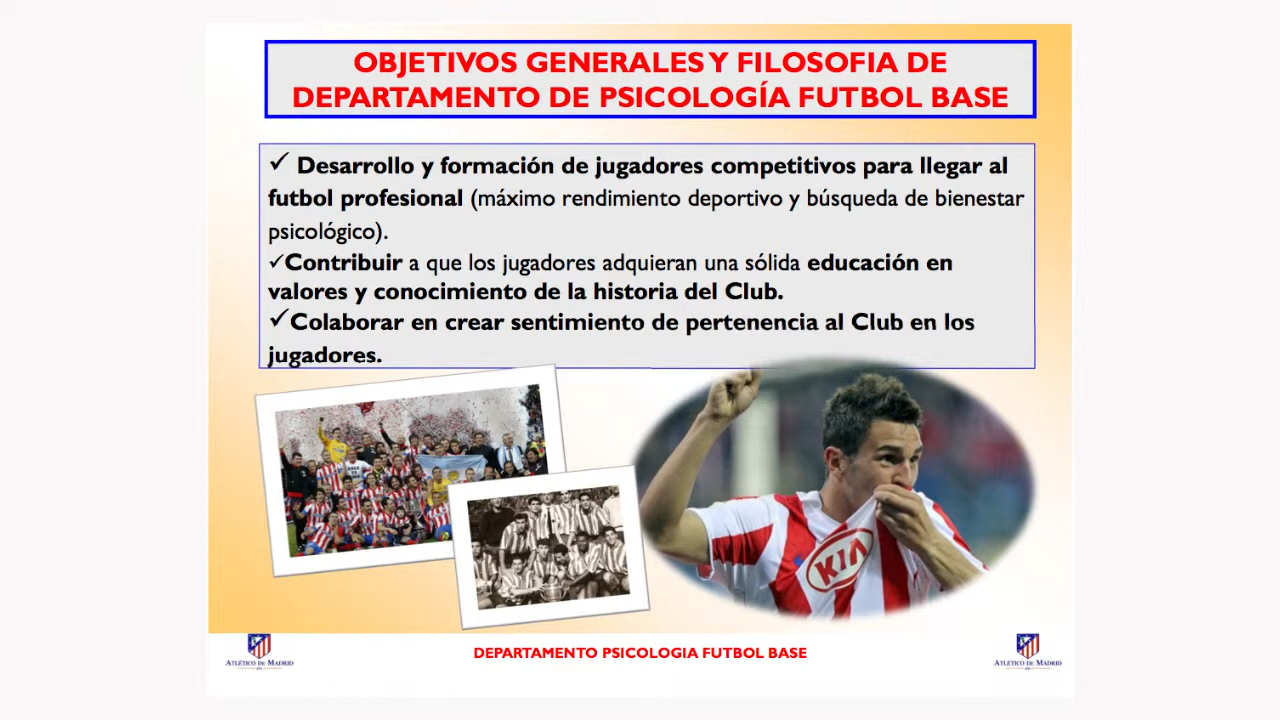 OBJETIVOS GENERALES Y FILOSOFIA DE
DEPARTAMENTO DE PSICOLOGÍA FUTBOL BASE
✓ Desarrollo y formación de jugadores competitivos para llegar al
futbol profesional (máximo rendimiento deportivo y búsqueda de bienestar
psicológico).
✓Contribuir a que los jugadores adquieran una sólida educación en
valores y conocimiento de la historia del Club.
✓Colaborar en crear sentimiento de pertenencia al Club en los
jugadores.
KIA
ATLÉTICO DE MADRID
DEPARTAMENTO PSICOLOGIA FUTBOL BASE
ATLÉTICO DE MADRID